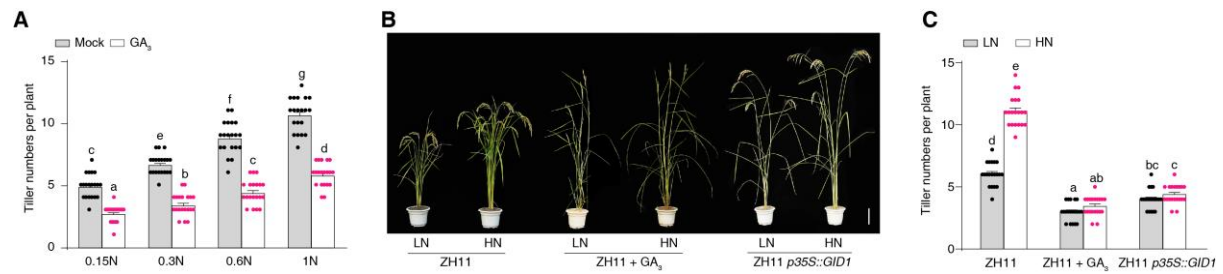 A
Mock GA₃
Tiller numbers per plant
15
10
5
0
c
a
e
b
f
c
g
d
0.15N 0.3N 0.6N 1N
B
LN HN LN HN LN HN
ZH11 ZH11 + GA₃ ZH11 p35S::GID1
C
LN HN
Tiller numbers per plant
15
10
5
0
d
e
a
ab
bc
c
ZH11 ZH11 + GA₃ ZH11 p35S::GID1